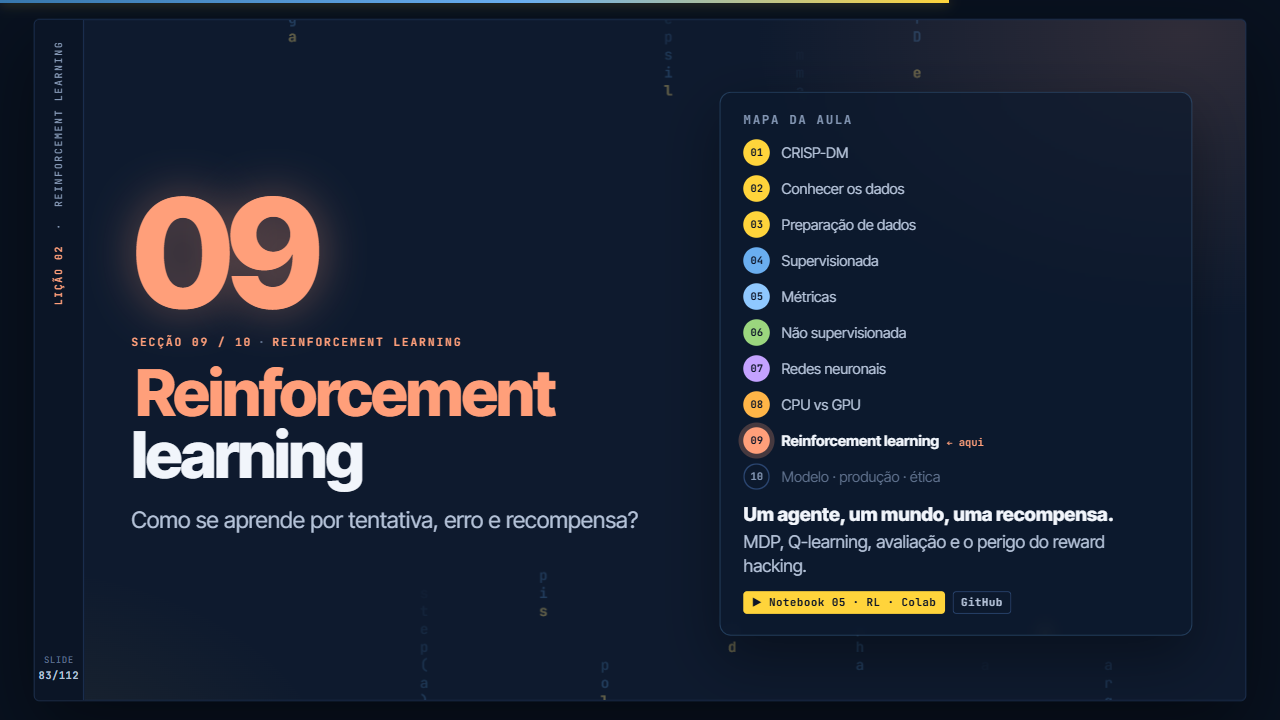 LIÇÃO 02 · REINFORCEMENT LEARNING
SLIDE
83/112
09
SECÇÃO 09 / 10 · REINFORCEMENT LEARNING
Reinforcement
learning
Como se aprende por tentativa, erro e recompensa?
MAPA DA AULA
01 CRISP-DM
02 Conhecer os dados
03 Preparação de dados
04 Supervisionada
05 Métricas
06 Não supervisionada
07 Redes neuronais
08 CPU vs GPU
09 Reinforcement learning ← aqui
10 Modelo · produção · ética
Um agente, um mundo, uma recompensa.
MDP, Q-learning, avaliação e o perigo do reward
hacking.
▶ Notebook 05 · RL · Colab
GitHub